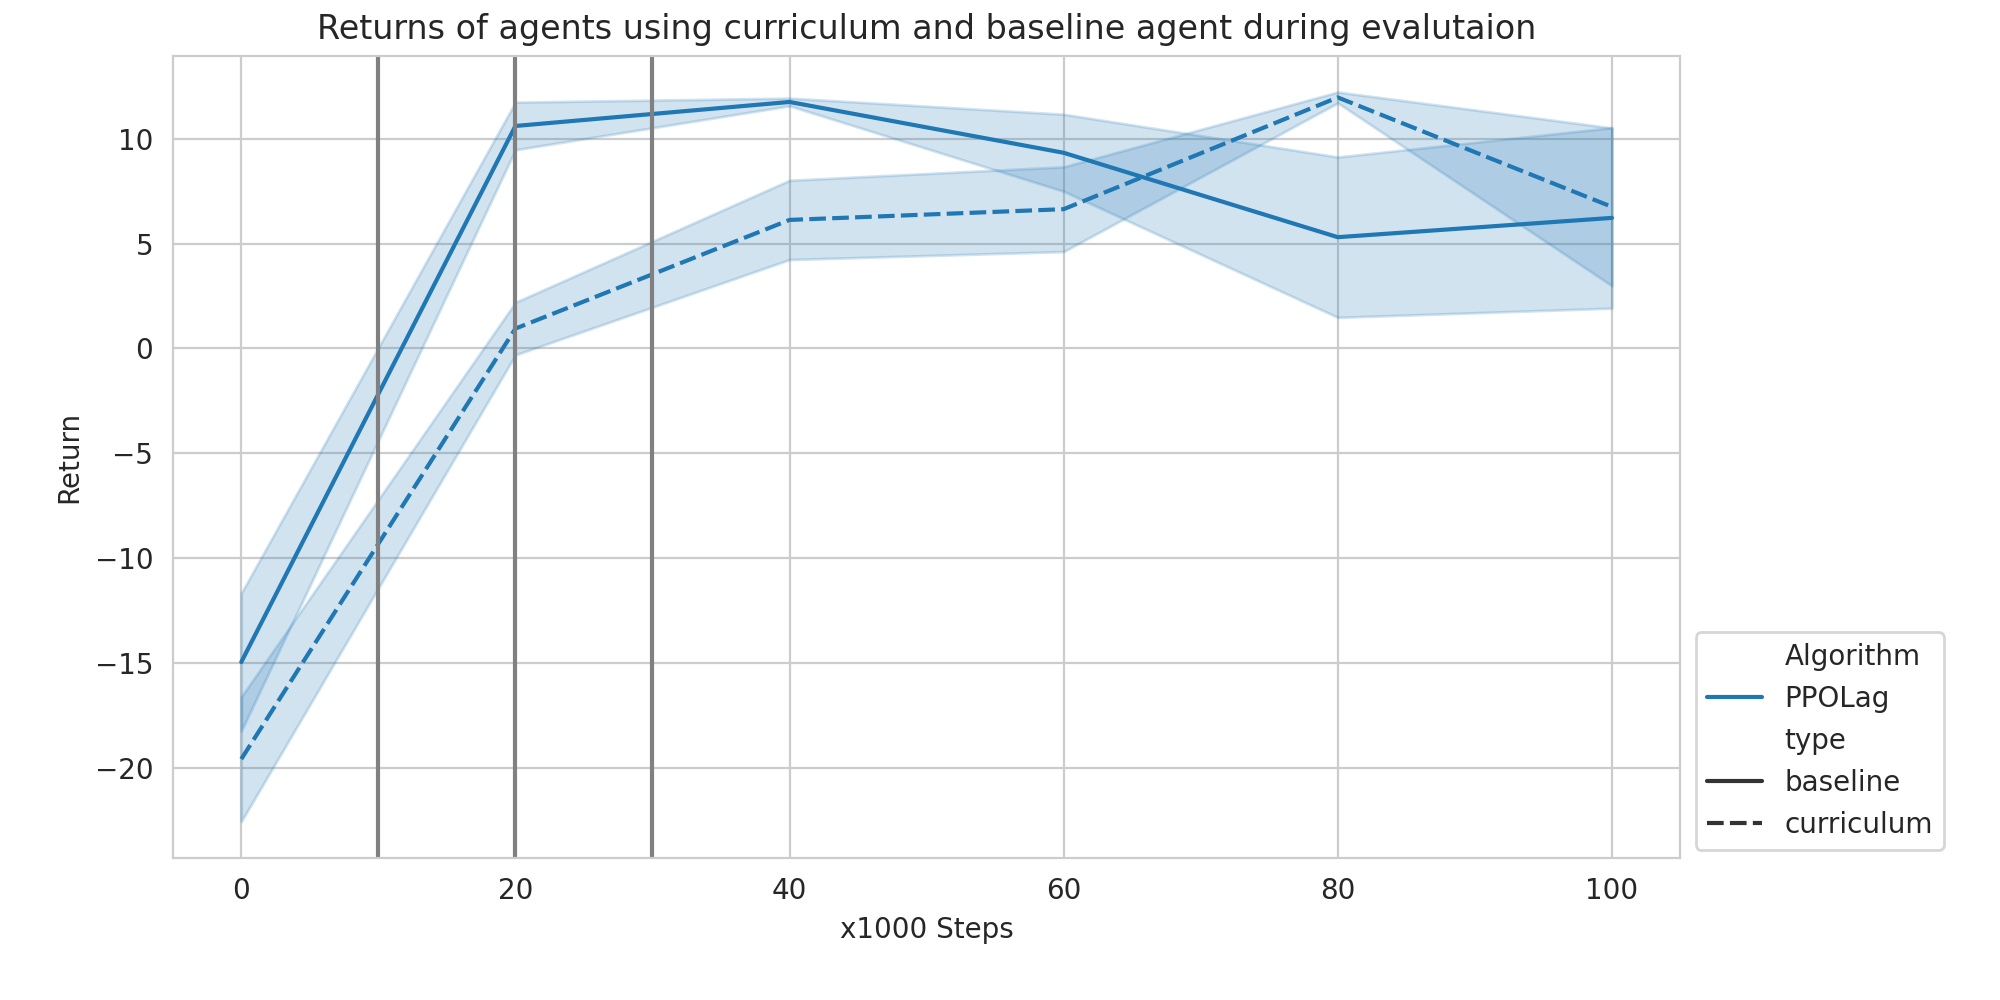 Returns of agents using curriculum and baseline agent during evalutaion
10
5
0
−5
−10
−15
−20
Return
0 20 40 60 80 100
x1000 Steps
Algorithm
PPOLag
type
baseline
curriculum